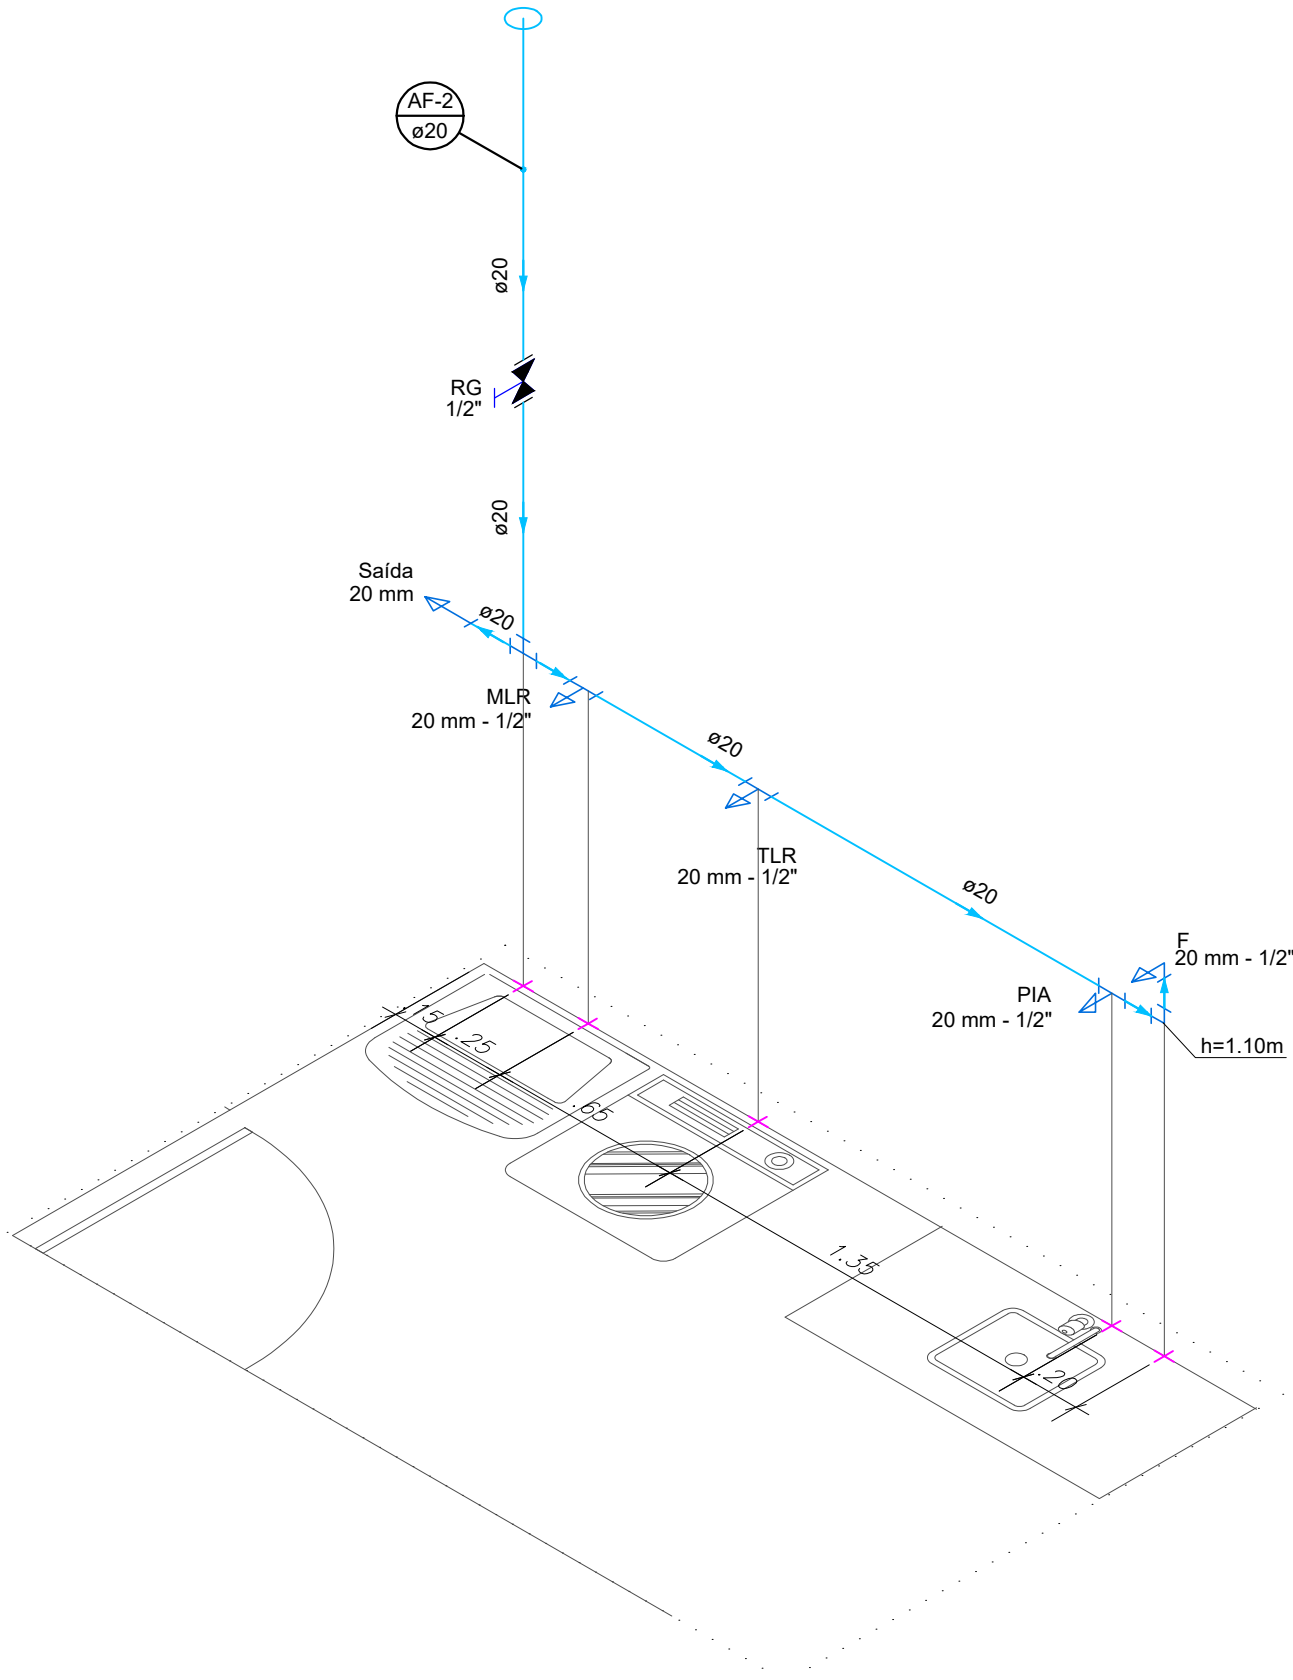 AF-2
ø20
ø20
RG
1/2"
ø20
Saída
20 mm
ø20
MLR
20 mm - 1/2"
ø20
TLR
20 mm - 1/2"
ø20
F
20 mm - 1/2"
PIA
20 mm - 1/2"
h=1.10m
.15
.25
.65
1.35
.20